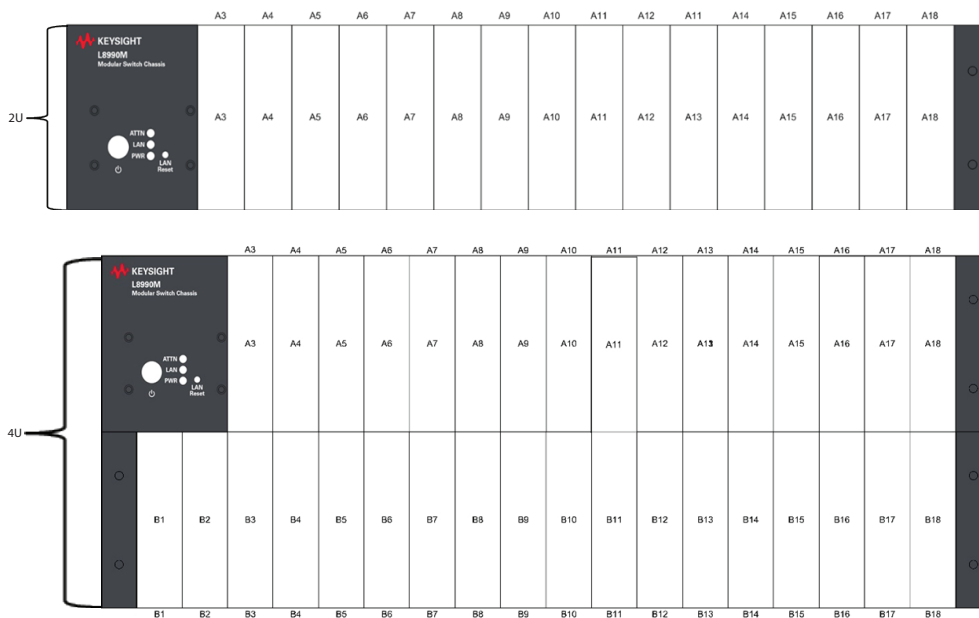 A3 A4 A5 A6 A7 A8 A9 A10 A11 A12 A11 A14 A15 A16 A17 A18
KEYSIGHT
L8990M
Modular Switch Chassis
2U
A3 A4 A5 A6 A7 A8 A9 A10 A11 A12 A13 A14 A15 A16 A17 A18
ATTN
LAN
PWR
LAN
Reset
A3 A4 A5 A6 A7 A8 A9 A10 A11 A12 A13 A14 A15 A16 A17 A18
KEYSIGHT
L8990M
Modular Switch Chassis
A3 A4 A5 A6 A7 A8 A9 A10 A11 A12 A13 A14 A15 A16 A17 A18
ATTN
LAN
PWR
LAN
Reset
4U
B1 B2 B3 B4 B5 B6 B7 B8 B9 B10 B11 B12 B13 B14 B15 B16 B17 B18
B1 B2 B3 B4 B5 B6 B7 B8 B9 B10 B11 B12 B13 B14 B15 B16 B17 B18